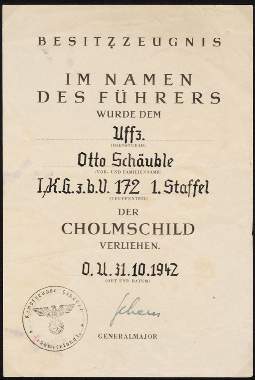 BESITZZEUGNIS
IM NAMEN
DES FÜHRERS
WURDE DEM
Uffz.
(DIENSTGRAD)
Otto Schäuble
(VOR- UND FAMILIENNAME)
I./K.G.z.b.V. 172 1. Staffel
(TRUPPENTEIL)
DER
CHOLMSCHILD
VERLIEHEN.
O.U. 31.10.1942
(ORT UND DATUM)
GENERALMAJOR